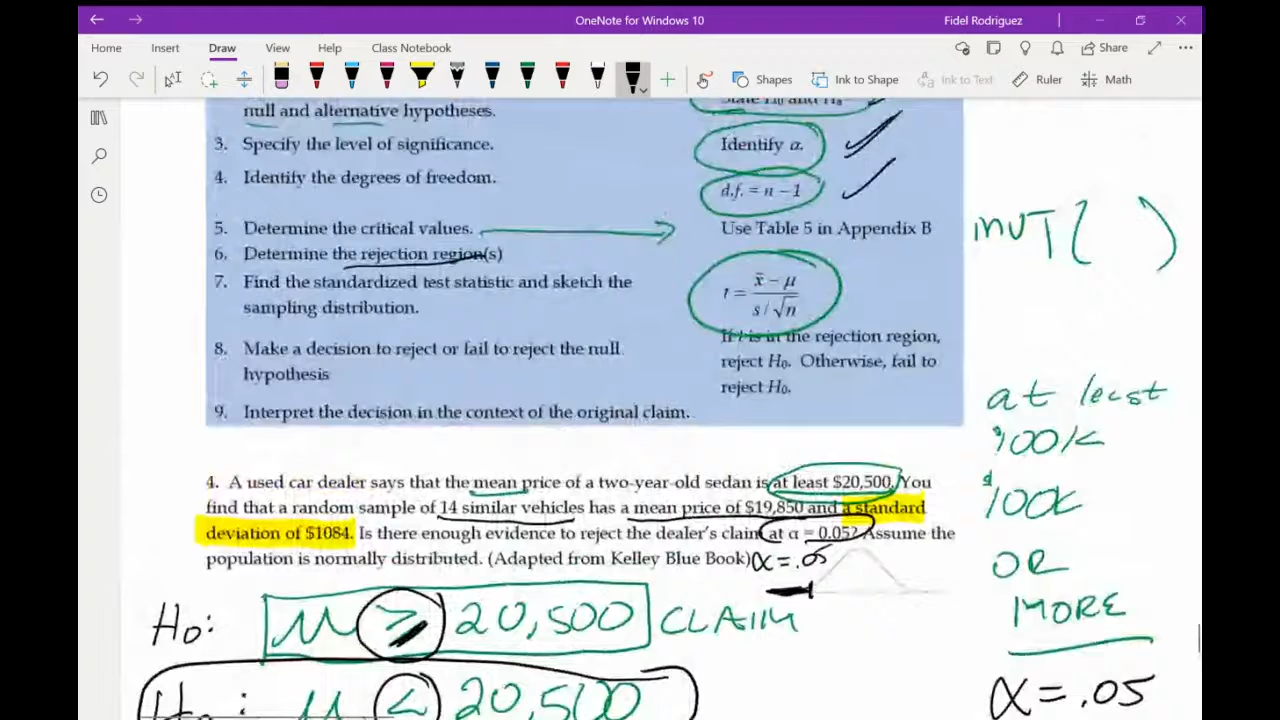 OneNote for Windows 10
Fidel Rodriguez
Home Insert Draw View Help Class Notebook Share
Shapes Ink to Shape Ink to Text Ruler Math
null and alternative hypotheses.
State H0 and Ha
3. Specify the level of significance. Identify α.
4. Identify the degrees of freedom. d.f. = n − 1
5. Determine the critical values. Use Table 5 in Appendix B
invT( )
6. Determine the rejection region(s)
7. Find the standardized test statistic and sketch the
sampling distribution.
t = x̄ − μ / s / √n
If t is in the rejection region,
8. Make a decision to reject or fail to reject the null
hypothesis
reject H0. Otherwise, fail to
reject H0.
9. Interpret the decision in the context of the original claim.
at least
$100K
$100K
OR
MORE
α = .05
4. A used car dealer says that the mean price of a two-year-old sedan is at least $20,500. You
find that a random sample of 14 similar vehicles has a mean price of $19,850 and a standard
deviation of $1084. Is there enough evidence to reject the dealer's claim at α = 0.05? Assume the
population is normally distributed. (Adapted from Kelley Blue Book) α = .05
H0: μ ≥ 20,500 CLAIM
Ha: μ < 20,500